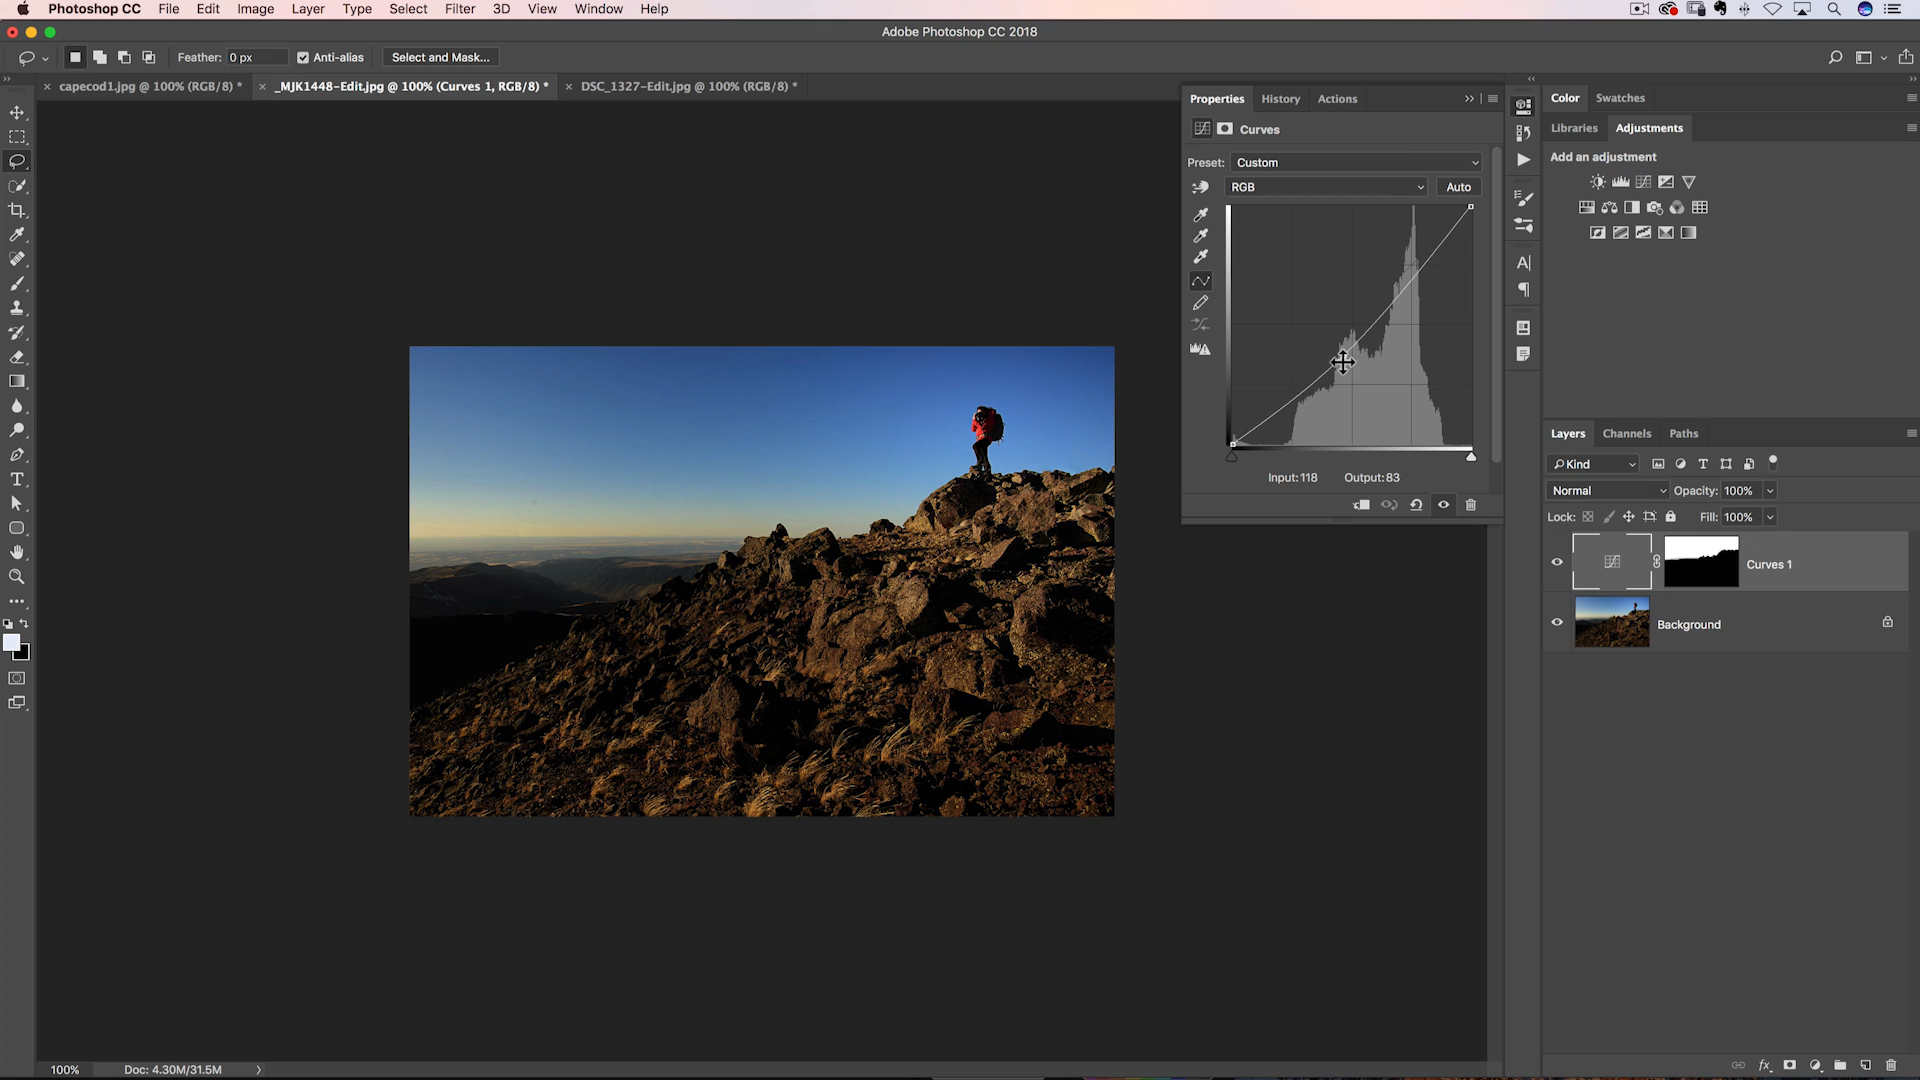 Photoshop CC File Edit Image Layer Type Select Filter 3D View Window Help
Adobe Photoshop CC 2018
Feather: 0 px Anti-alias Select and Mask...
capecod1.jpg @ 100% (RGB/8) * _MJK1448-Edit.jpg @ 100% (Curves 1, RGB/8) * DSC_1327-Edit.jpg @ 100% (RGB/8) *
Properties History Actions
Color Swatches
Curves
Libraries Adjustments
Preset: Custom
Add an adjustment
RGB Auto
Input: 118 Output: 83
Layers Channels Paths
Kind
Normal Opacity: 100%
Lock: Fill: 100%
Curves 1
Background
100% Doc: 4.30M/31.5M